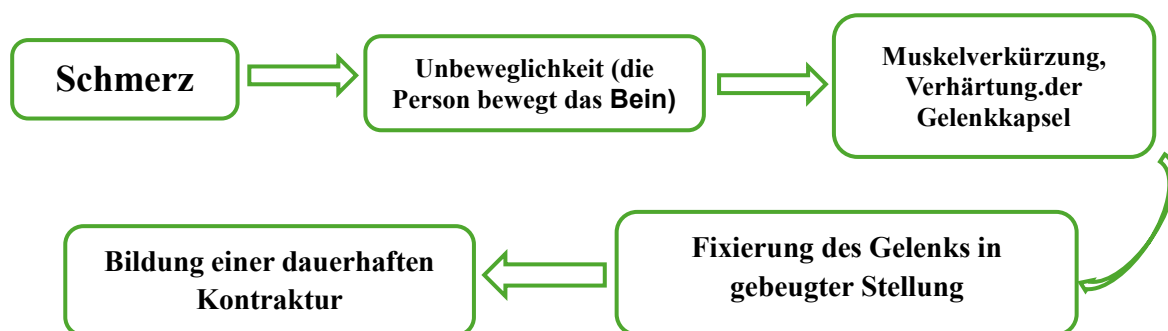 Schmerz
Unbeweglichkeit (die
Person bewegt das Bein)
Muskelverkürzung,
Verhärtung.der
Gelenkkapsel
Fixierung des Gelenks in
gebeugter Stellung
Bildung einer dauerhaften
Kontraktur